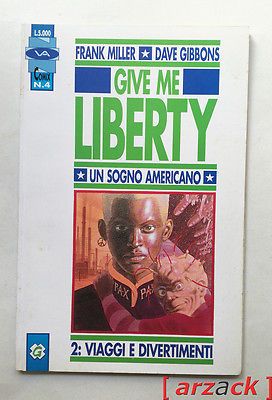 L.5.000
VA
Comix
N.4
FRANK MILLER ★ DAVE GIBBONS
GIVE ME
LIBERTY
★ UN SOGNO AMERICANO ★
PAX PAX
2: VIAGGI E DIVERTIMENTI
G
[ arzack ]